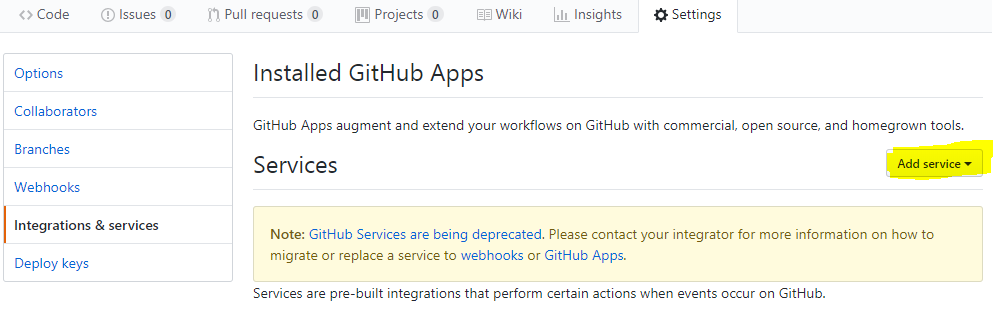 Code Issues 0 Pull requests 0 Projects 0 Wiki Insights Settings
Options
Collaborators
Branches
Webhooks
Integrations & services
Deploy keys
Installed GitHub Apps
GitHub Apps augment and extend your workflows on GitHub with commercial, open source, and homegrown tools.
Services
Add service
Note: GitHub Services are being deprecated. Please contact your integrator for more information on how to
migrate or replace a service to webhooks or GitHub Apps.
Services are pre-built integrations that perform certain actions when events occur on GitHub.